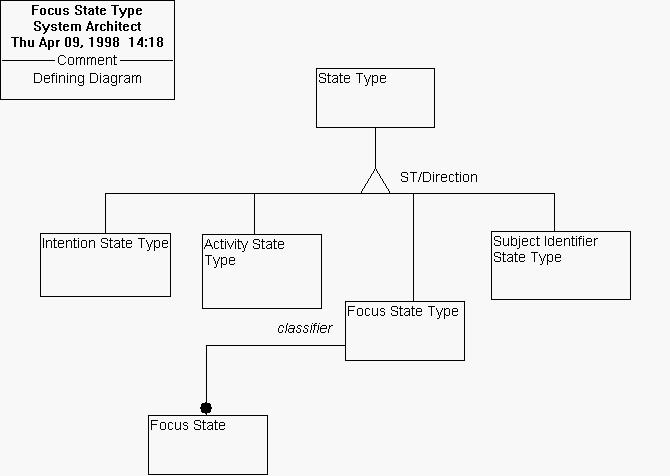 Focus State Type
System Architect
Thu Apr 09, 1998 14:18
Comment
Defining Diagram
State Type
ST/Direction
Intention State Type
Activity State
Type
Subject Identifier
State Type
Focus State Type
classifier
Focus State